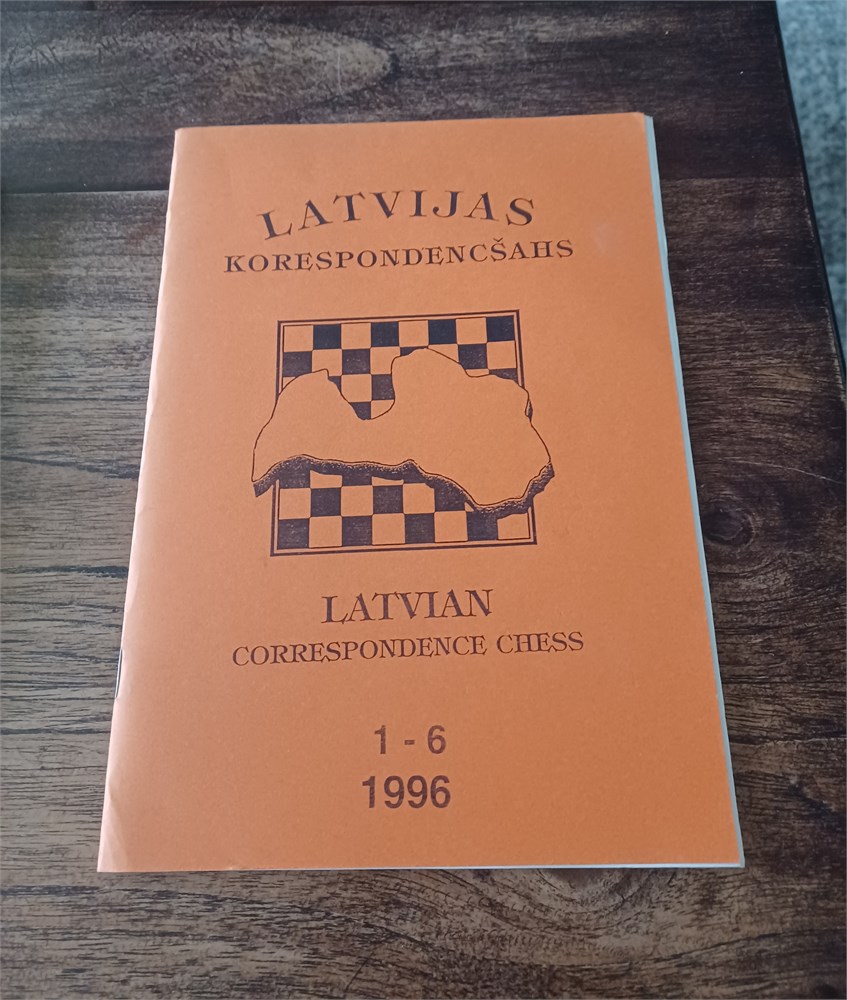 LATVIJAS
KORESPONDENCŠAHS
LATVIAN
CORRESPONDENCE CHESS
1 - 6
1996